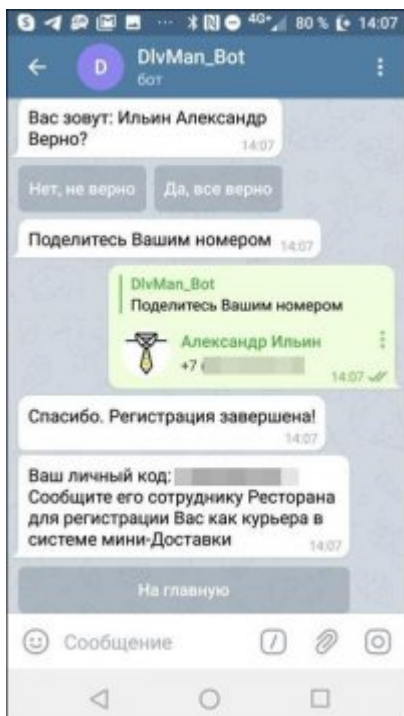 4G+ 80 % 14:07
D
DlvMan_Bot
бот
Вас зовут: Ильин Александр
Верно?
14:07
Нет, не верно
Да, все верно
Поделитесь Вашим номером
14:07
DlvMan_Bot
Поделитесь Вашим номером
Александр Ильин
+7
14:07
Спасибо. Регистрация завершена!
14:07
Ваш личный код:
Сообщите его сотруднику Ресторана
для регистрации Вас как курьера в
системе мини-Доставки
14:07
На главную
Сообщение